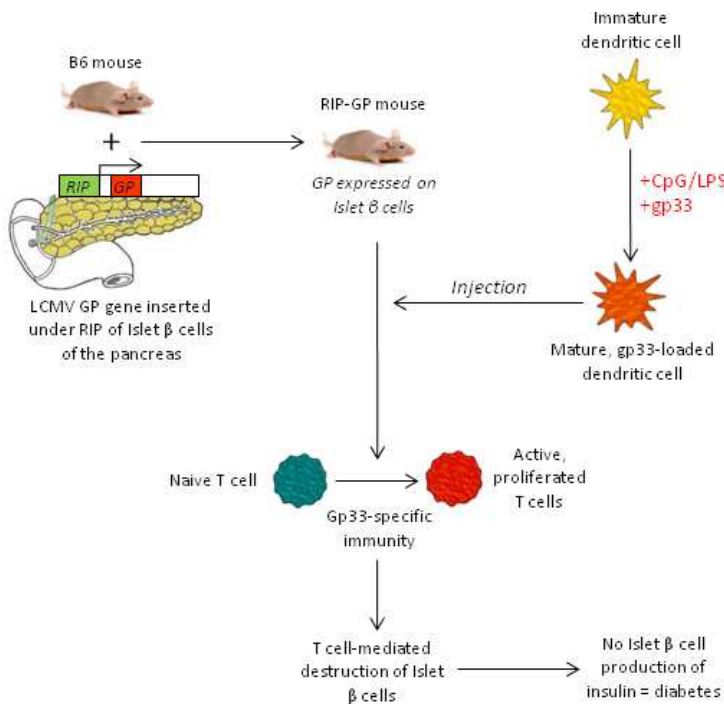 Immature
dendritic cell
B6 mouse
RIP-GP mouse
+
RIP
GP
GP expressed on
Islet β cells
+CpG/LPS
+gp33
LCMV GP gene inserted
under RIP of Islet β cells
of the pancreas
Injection
Mature, gp33-loaded
dendritic cell
Naive T cell
Active,
proliferated
T cells
Gp33-specific
immunity
T cell-mediated
destruction of Islet
β cells
No Islet β cell
production of
insulin = diabetes